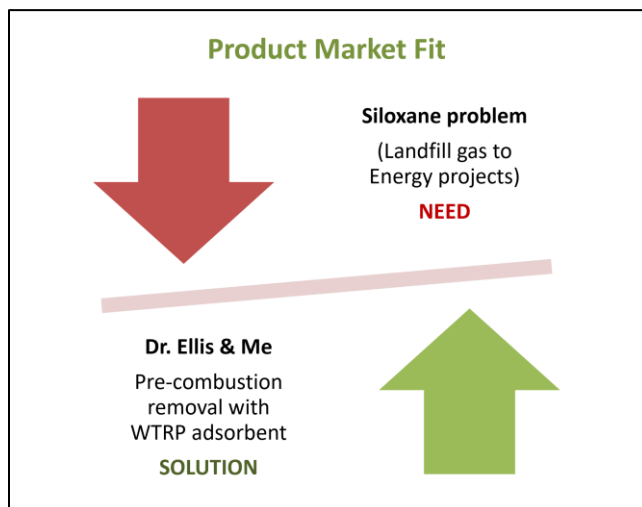 Product Market Fit
Siloxane problem
(Landfill gas to
Energy projects)
NEED
Dr. Ellis & Me
Pre-combustion
removal with
WTRP adsorbent
SOLUTION